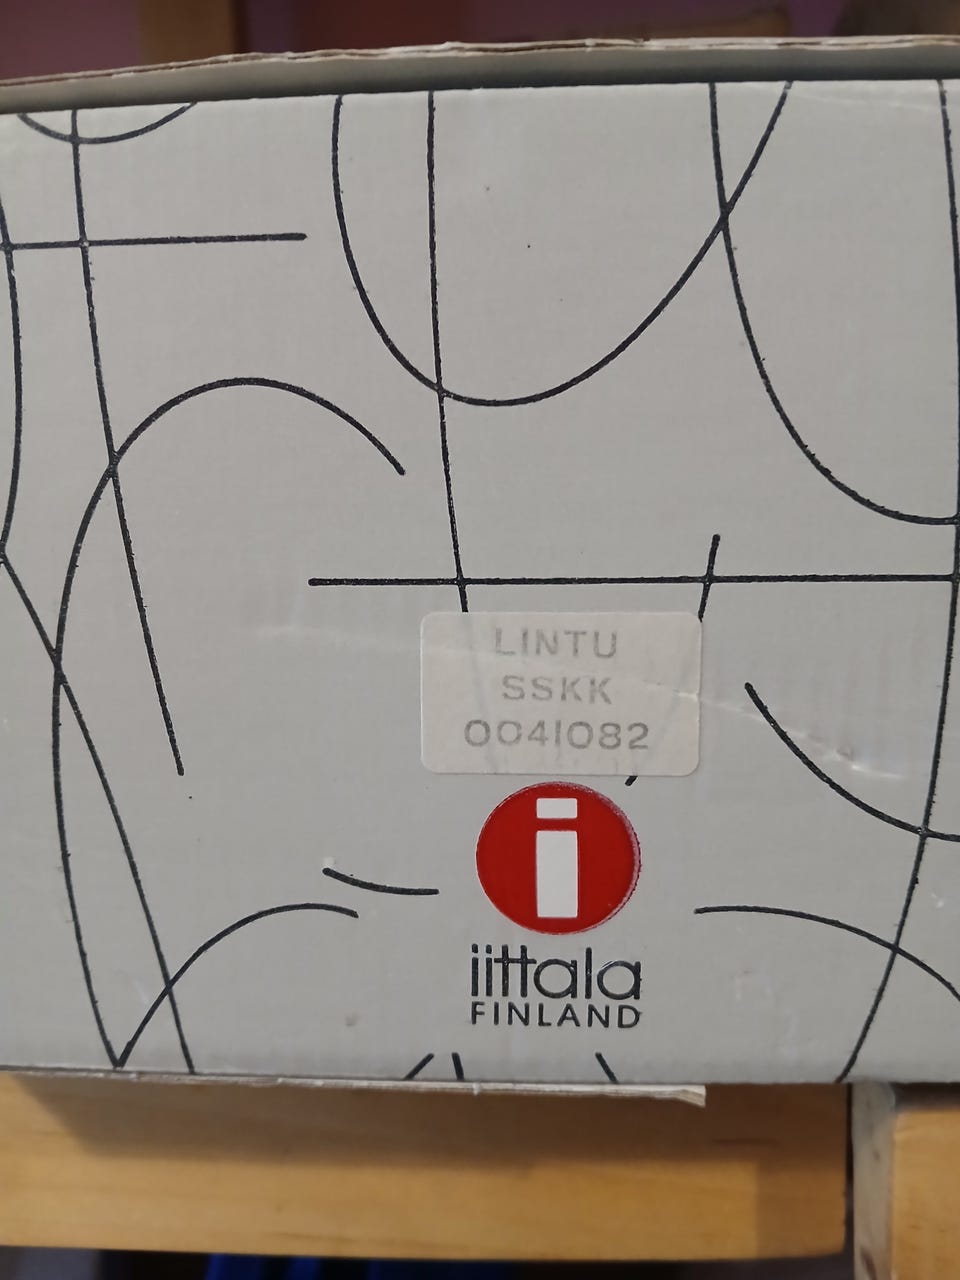 LINTU
SSKK
0041082
i
iittala
FINLAND